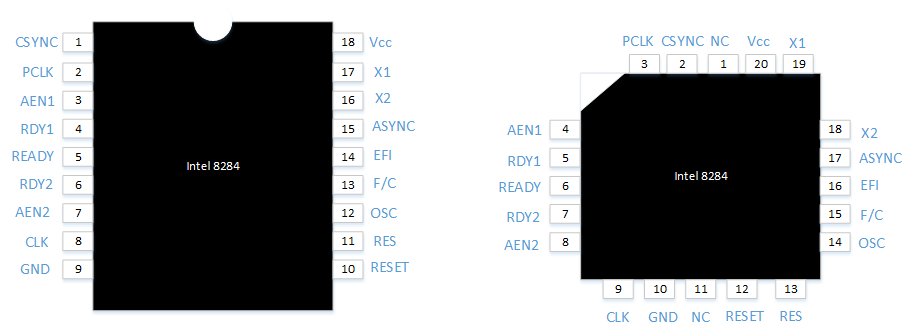 CSYNC 1 18 Vcc
PCLK 2 17 X1
AEN1 3 16 X2
RDY1 4 15 ASYNC
READY 5 Intel 8284 14 EFI
RDY2 6 13 F/C
AEN2 7 12 OSC
CLK 8 11 RES
GND 9 10 RESET
PCLK CSYNC NC Vcc X1
3 2 1 20 19
AEN1 4 18 X2
RDY1 5 17 ASYNC
READY 6 Intel 8284 16 EFI
RDY2 7 15 F/C
AEN2 8 14 OSC
9 10 11 12 13
CLK GND NC RESET RES